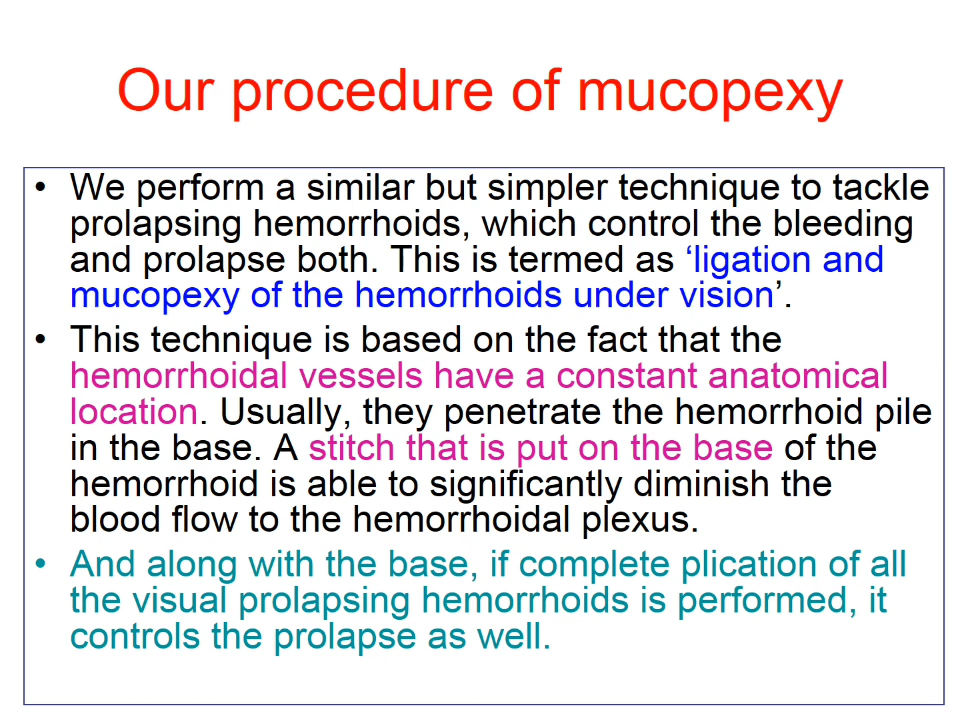 Our procedure of mucopexy
• We perform a similar but simpler technique to tackle
prolapsing hemorrhoids, which control the bleeding
and prolapse both. This is termed as ‘ligation and
mucopexy of the hemorrhoids under vision’.
• This technique is based on the fact that the
hemorrhoidal vessels have a constant anatomical
location. Usually, they penetrate the hemorrhoid pile
in the base. A stitch that is put on the base of the
hemorrhoid is able to significantly diminish the
blood flow to the hemorrhoidal plexus.
• And along with the base, if complete plication of all
the visual prolapsing hemorrhoids is performed, it
controls the prolapse as well.